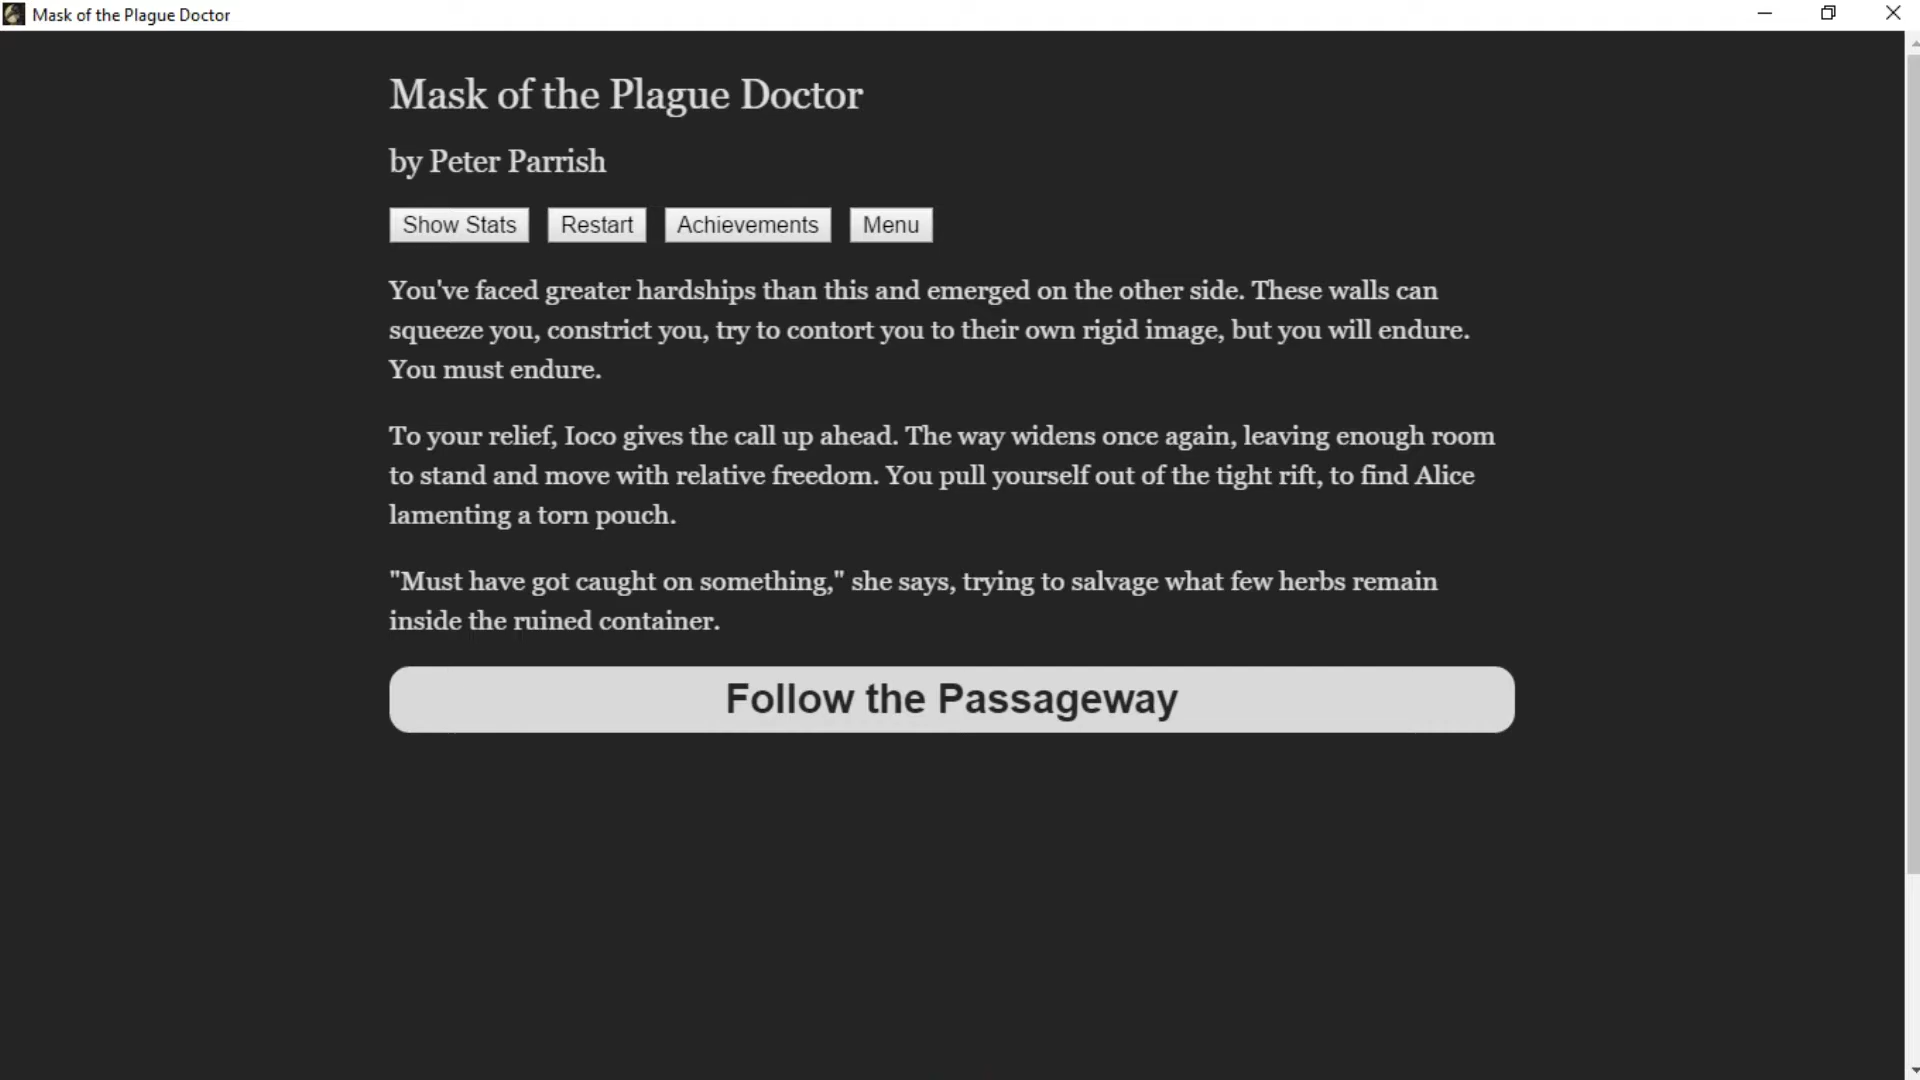 Mask of the Plague Doctor
Mask of the Plague Doctor
by Peter Parrish
Show Stats Restart Achievements Menu
You've faced greater hardships than this and emerged on the other side. These walls can
squeeze you, constrict you, try to contort you to their own rigid image, but you will endure.
You must endure.
To your relief, Ioco gives the call up ahead. The way widens once again, leaving enough room
to stand and move with relative freedom. You pull yourself out of the tight rift, to find Alice
lamenting a torn pouch.
"Must have got caught on something," she says, trying to salvage what few herbs remain
inside the ruined container.
Follow the Passageway